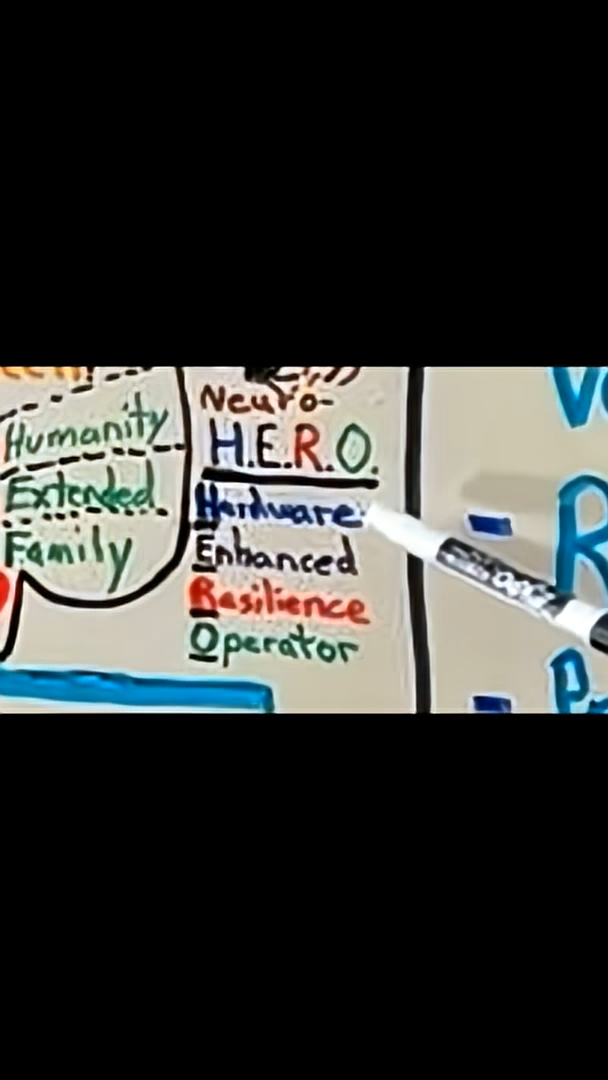 Humanity
Extended
Family
Neuro-
H.E.R.O.
Hardware
Enhanced
Resilience
Operator